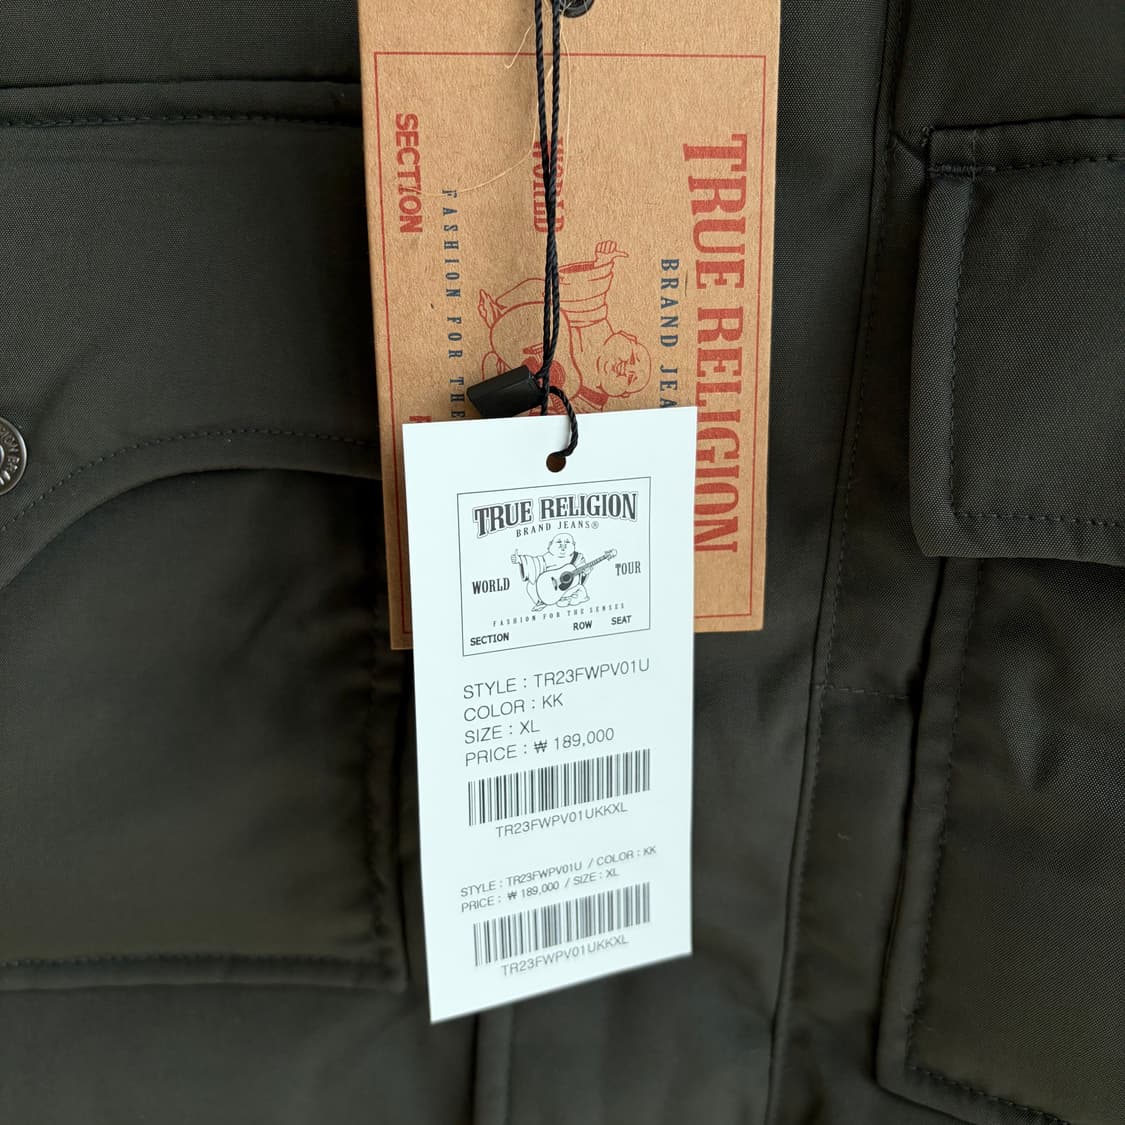 TRUE RELIGION
BRAND JEA
WORLD
FASHION FOR THE
SECTION
TRUE RELIGION
BRAND JEANS®
WORLD TOUR
FASHION FOR THE SENSES
SECTION ROW SEAT
STYLE : TR23FWPV01U
COLOR : KK
SIZE : XL
PRICE : ₩ 189,000
TR23FWPV01UKKXL
STYLE : TR23FWPV01U / COLOR : KK
PRICE : ₩ 189,000 / SIZE : XL
TR23FWPV01UKKXL